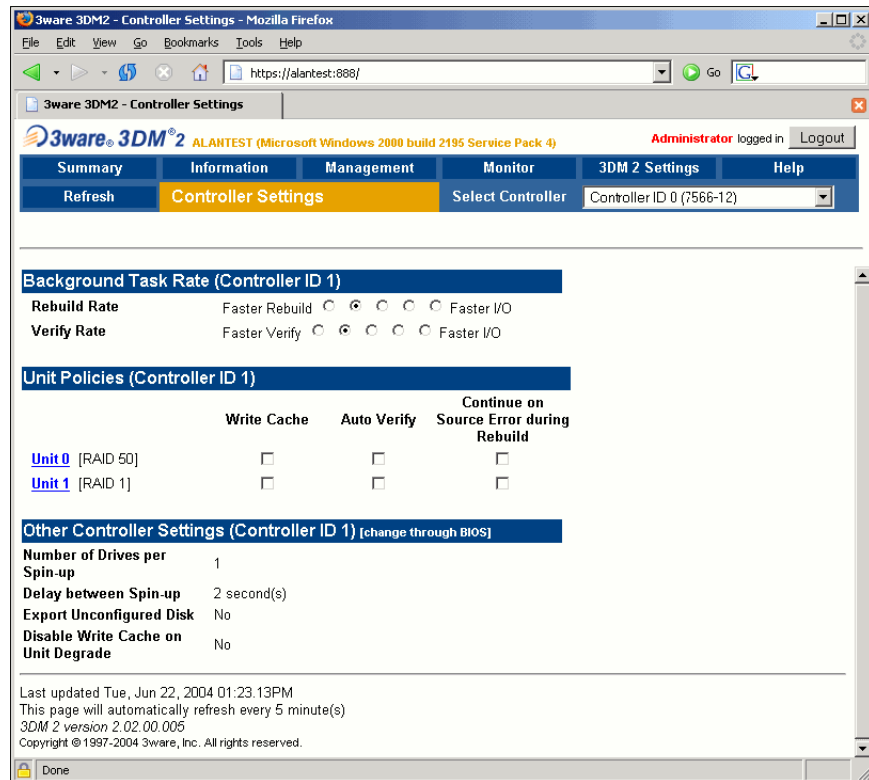 3ware 3DM2 - Controller Settings - Mozilla Firefox
File Edit View Go Bookmarks Tools Help
https://alantest:888/ Go G
3ware 3DM2 - Controller Settings
3ware® 3DM®2 ALANTEST (Microsoft Windows 2000 build 2195 Service Pack 4) Administrator logged in Logout
Summary Information Management Monitor 3DM 2 Settings Help
Refresh Controller Settings Select Controller Controller ID 0 (7566-12)
Background Task Rate (Controller ID 1)
Rebuild Rate Faster Rebuild Faster I/O
Verify Rate Faster Verify Faster I/O
Unit Policies (Controller ID 1)
Write Cache Auto Verify Continue on Source Error during Rebuild
Unit 0 [RAID 50]
Unit 1 [RAID 1]
Other Controller Settings (Controller ID 1) [change through BIOS]
Number of Drives per Spin-up 1
Delay between Spin-up 2 second(s)
Export Unconfigured Disk No
Disable Write Cache on Unit Degrade No
Last updated Tue, Jun 22, 2004 01:23.13PM
This page will automatically refresh every 5 minute(s)
3DM 2 version 2.02.00.005
Copyright © 1997-2004 3ware, Inc. All rights reserved.
Done